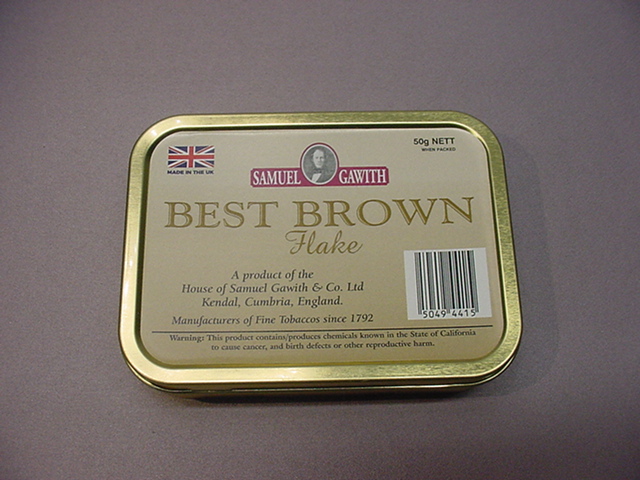 50g NETT
WHEN PACKED
MADE IN THE UK
SAMUEL GAWITH
BEST BROWN
Flake
A product of the
House of Samuel Gawith & Co. Ltd
Kendal, Cumbria, England.
Manufacturers of Fine Tobaccos since 1792
5049 4415
Warning: This product contains/produces chemicals known in the State of California
to cause cancer, and birth defects or other reproductive harm.